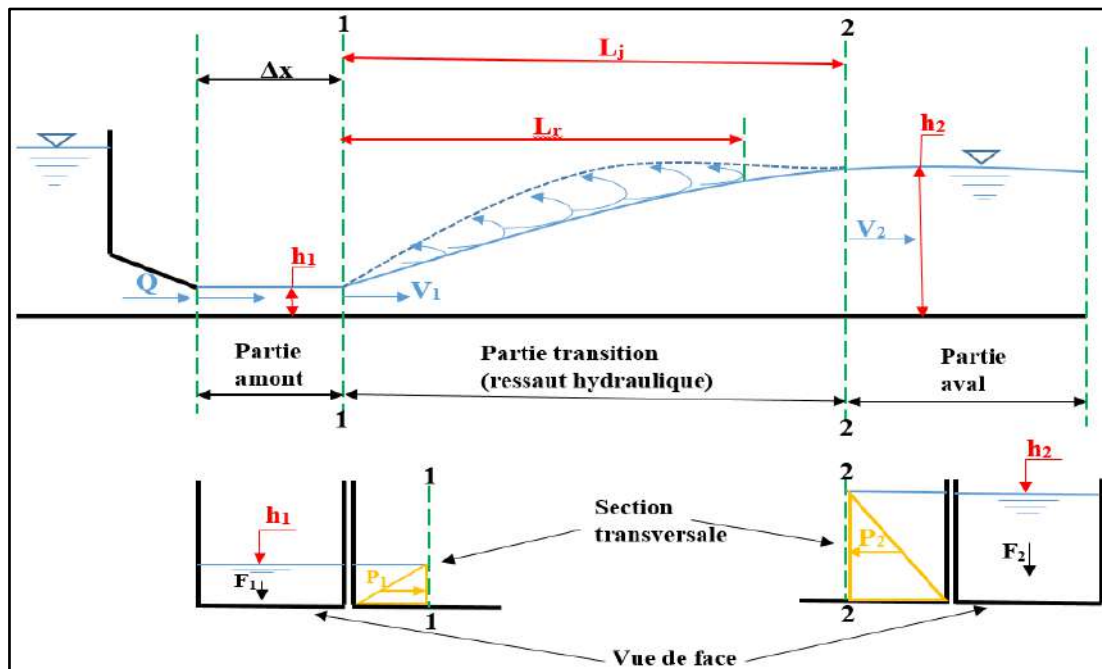 1
2
Lj
Δx
Lr
h2
h1
V2
Q
V1
Partie
amont
Partie transition
(ressaut hydraulique)
Partie
aval
1
2
h1
F1
1
P1
1
Section
transversale
2
P2
2
h2
F2
Vue de face